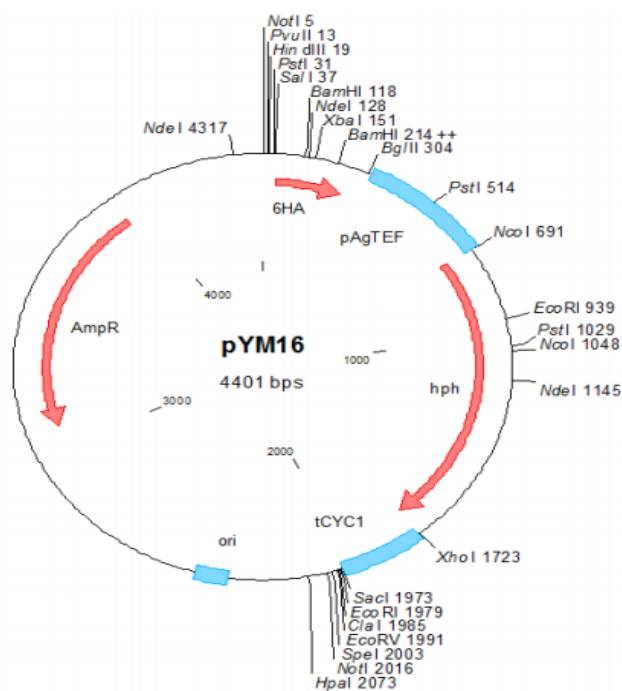 NotI 5
PvuII 13
Hin dIII 19
PstI 31
SalI 37
BamHI 118
NdeI 128
XbaI 151
BamHI 214 ++
BglII 304
NdeI 4317
PstI 514
6HA
pAgTEF
NcoI 691
4000
EcoRI 939
AmpR
PstI 1029
pYM16
NcoI 1048
1000
4401 bps
hph
NdeI 1145
3000
2000
tCYC1
ori
XhoI 1723
SacI 1973
EcoRI 1979
ClaI 1985
EcoRV 1991
SpeI 2003
NotI 2016
HpaI 2073